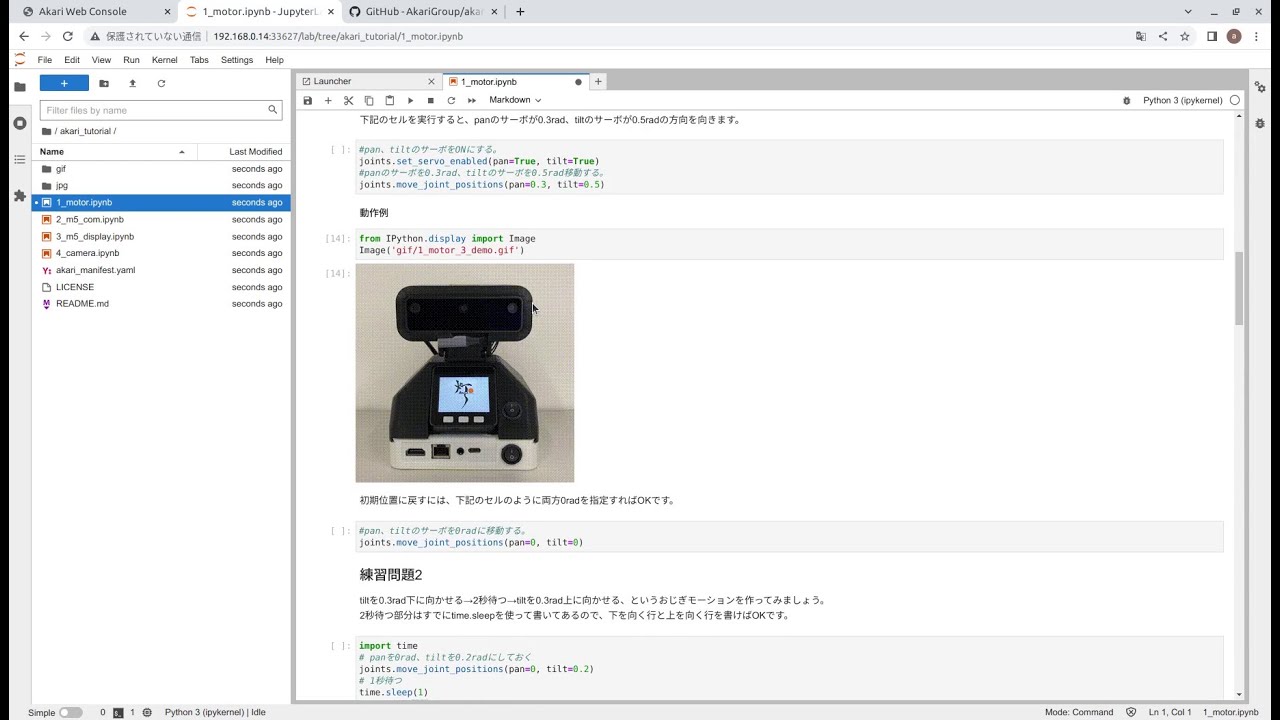 Akari Web Console
1_motor.ipynb - JupyterL
GitHub - AkariGroup/akar
保護されていない通信
192.168.0.14:33627/lab/tree/akari_tutorial/1_motor.ipynb
a
File Edit View Run Kernel Tabs Settings Help
Filter files by name
/ akari_tutorial /
Name Last Modified
gif seconds ago
jpg seconds ago
1_motor.ipynb seconds ago
2_m5_com.ipynb seconds ago
3_m5_display.ipynb seconds ago
4_camera.ipynb seconds ago
Y: akari_manifest.yaml seconds ago
LICENSE seconds ago
M README.md seconds ago
Launcher
1_motor.ipynb
Markdown
Python 3 (ipykernel)
下記のセルを実行すると、panのサーボが0.3rad、tiltのサーボが0.5radの方向を向きます。
[ ]: #pan、tiltのサーボをONにする。
joints.set_servo_enabled(pan=True, tilt=True)
#panのサーボを0.3rad、tiltのサーボを0.5rad移動する。
joints.move_joint_positions(pan=0.3, tilt=0.5)
動作例
[14]: from IPython.display import Image
Image('gif/1_motor_3_demo.gif')
[14]:
初期位置に戻すには、下記のセルのように両方0radを指定すればOKです。
[ ]: #pan、tiltのサーボを0radに移動する。
joints.move_joint_positions(pan=0, tilt=0)
練習問題2
tiltを0.3rad下に向かせる→2秒待つ→tiltを0.3rad上に向かせる、というおじぎモーションを作ってみましょう。
2秒待つ部分はすでにtime.sleepを使って書いてあるので、下を向く行と上を向く行を書けばOKです。
[ ]: import time
# panを0rad、tiltを0.2radにしておく
joints.move_joint_positions(pan=0, tilt=0.2)
# 1秒待つ
time.sleep(1)
Simple 0 1 Python 3 (ipykernel) | Idle
Mode: Command Ln 1, Col 1 1_motor.ipynb